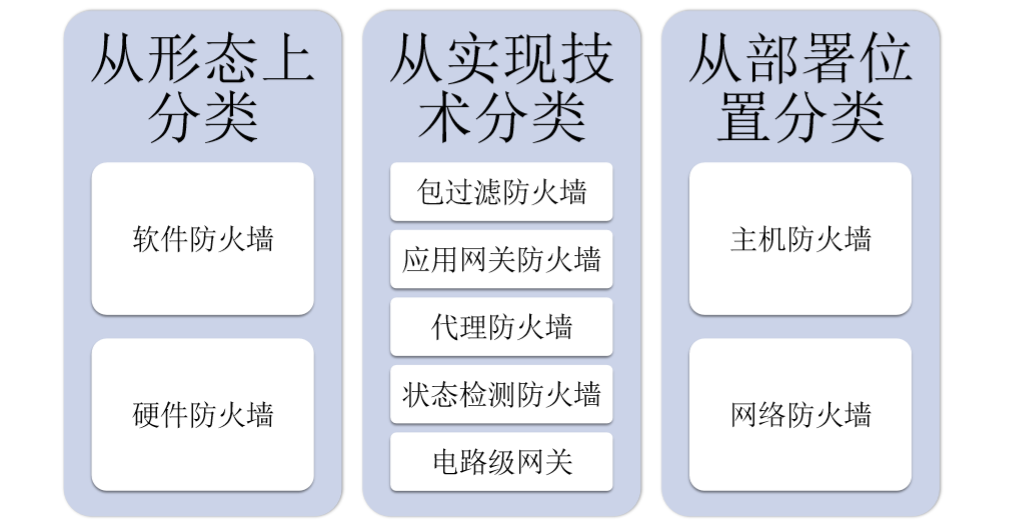 从形态上
分类
软件防火墙
硬件防火墙
从实现技
术分类
包过滤防火墙
应用网关防火墙
代理防火墙
状态检测防火墙
电路级网关
从部署位
置分类
主机防火墙
网络防火墙